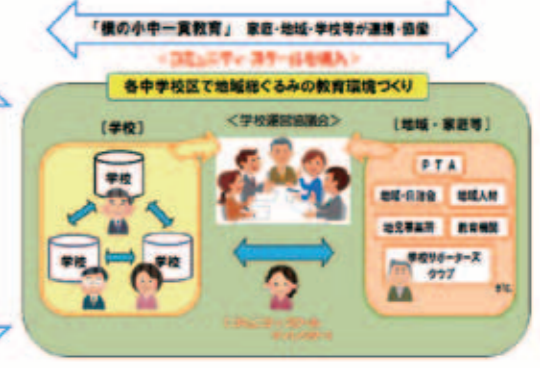 「横の小中一貫教育」 家庭・地域・学校等が連携・協働
<コミュニティ・スクールを導入>
各中学校区で地域総ぐるみの教育環境づくり
[学校]
<学校運営協議会>
[地域・家庭等]
学校
学校
学校
PTA
地域・自治会
地域人材
地元事業所
教育機関
学校サポーターズ
クラブ